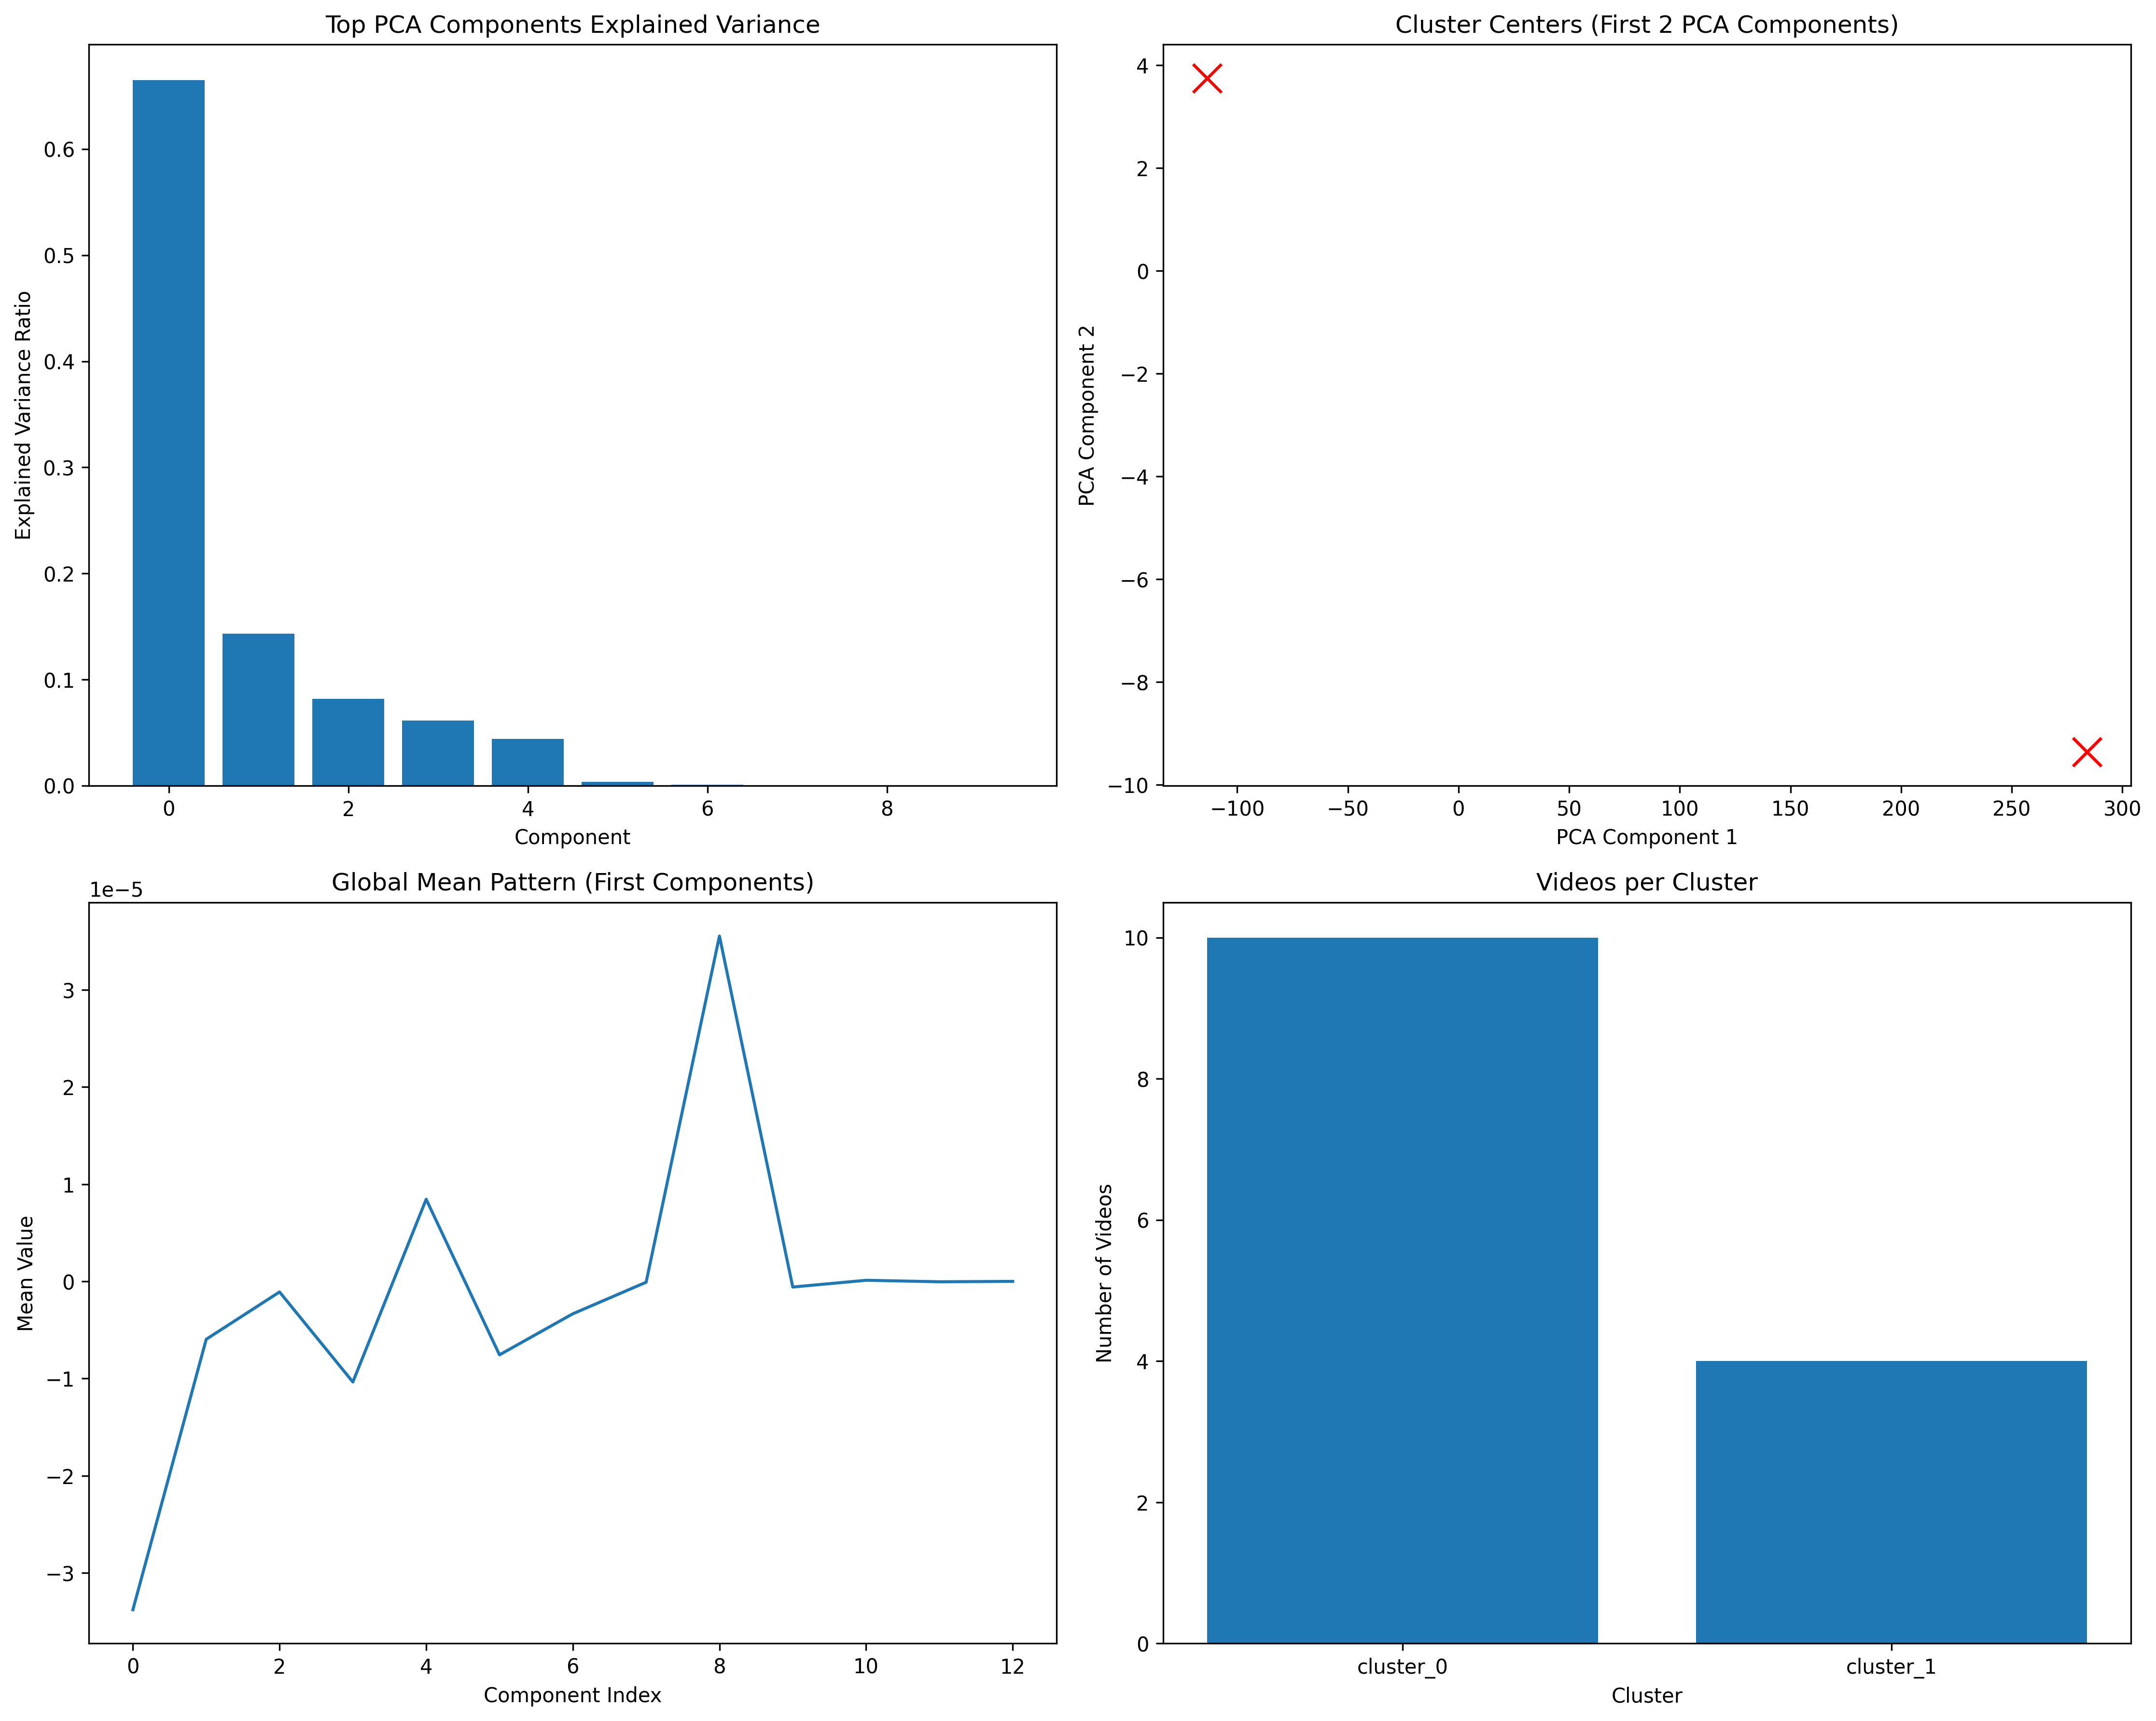 Top PCA Components Explained Variance
Explained Variance Ratio
0.6
0.5
0.4
0.3
0.2
0.1
0.0
0 2 4 6 8
Component
Cluster Centers (First 2 PCA Components)
PCA Component 2
4
2
0
−2
−4
−6
−8
−10
−100 −50 0 50 100 150 200 250 300
PCA Component 1
Global Mean Pattern (First Components)
1e−5
Mean Value
3
2
1
0
−1
−2
−3
0 2 4 6 8 10 12
Component Index
Videos per Cluster
Number of Videos
10
8
6
4
2
0
cluster_0 cluster_1
Cluster